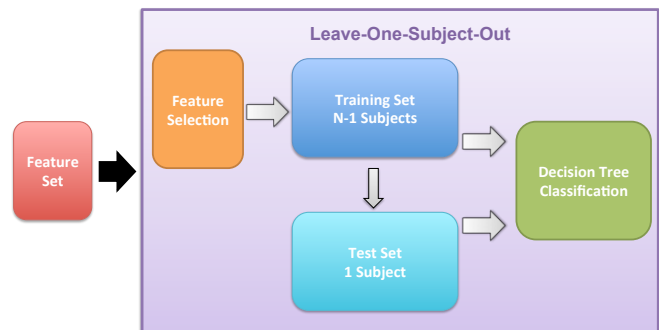 Leave-One-Subject-Out
Feature
Selection
Training Set
N-1 Subjects
Feature
Set
Decision Tree
Classification
Test Set
1 Subject